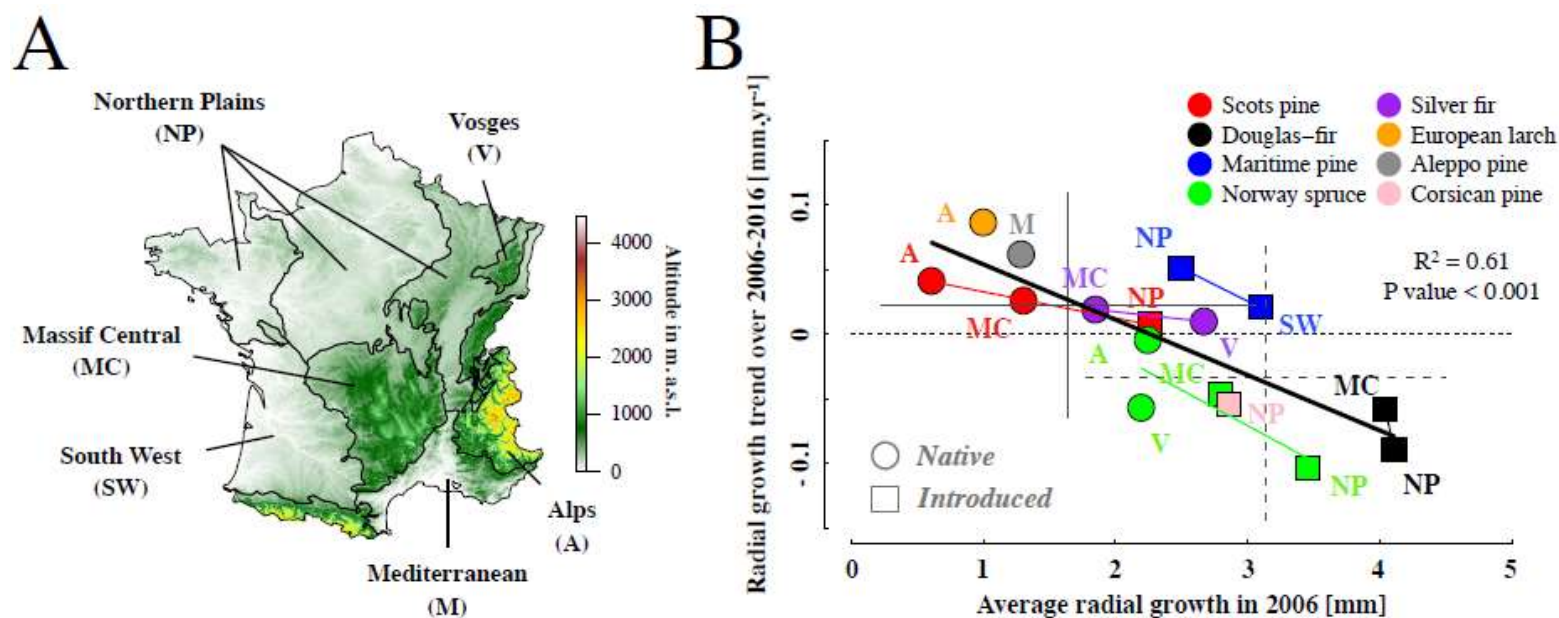 A
Northern Plains
(NP)
Vosges
(V)
Massif Central
(MC)
South West
(SW)
Alps
(A)
Mediterranean
(M)
4000
3000
2000
1000
0
Altitude in m. a.s.l.
B
Radial growth trend over 2006-2016 [mm.yr⁻¹]
0.1
0
- 0.1
Scots pine
Douglas–fir
Maritime pine
Norway spruce
Silver fir
European larch
Aleppo pine
Corsican pine
R² = 0.61
P value < 0.001
A
M
A
NP
MC
NP
MC
SW
V
A
MC
MC
NP
V
NP
NP
Native
Introduced
0 1 2 3 4 5
Average radial growth in 2006 [mm]